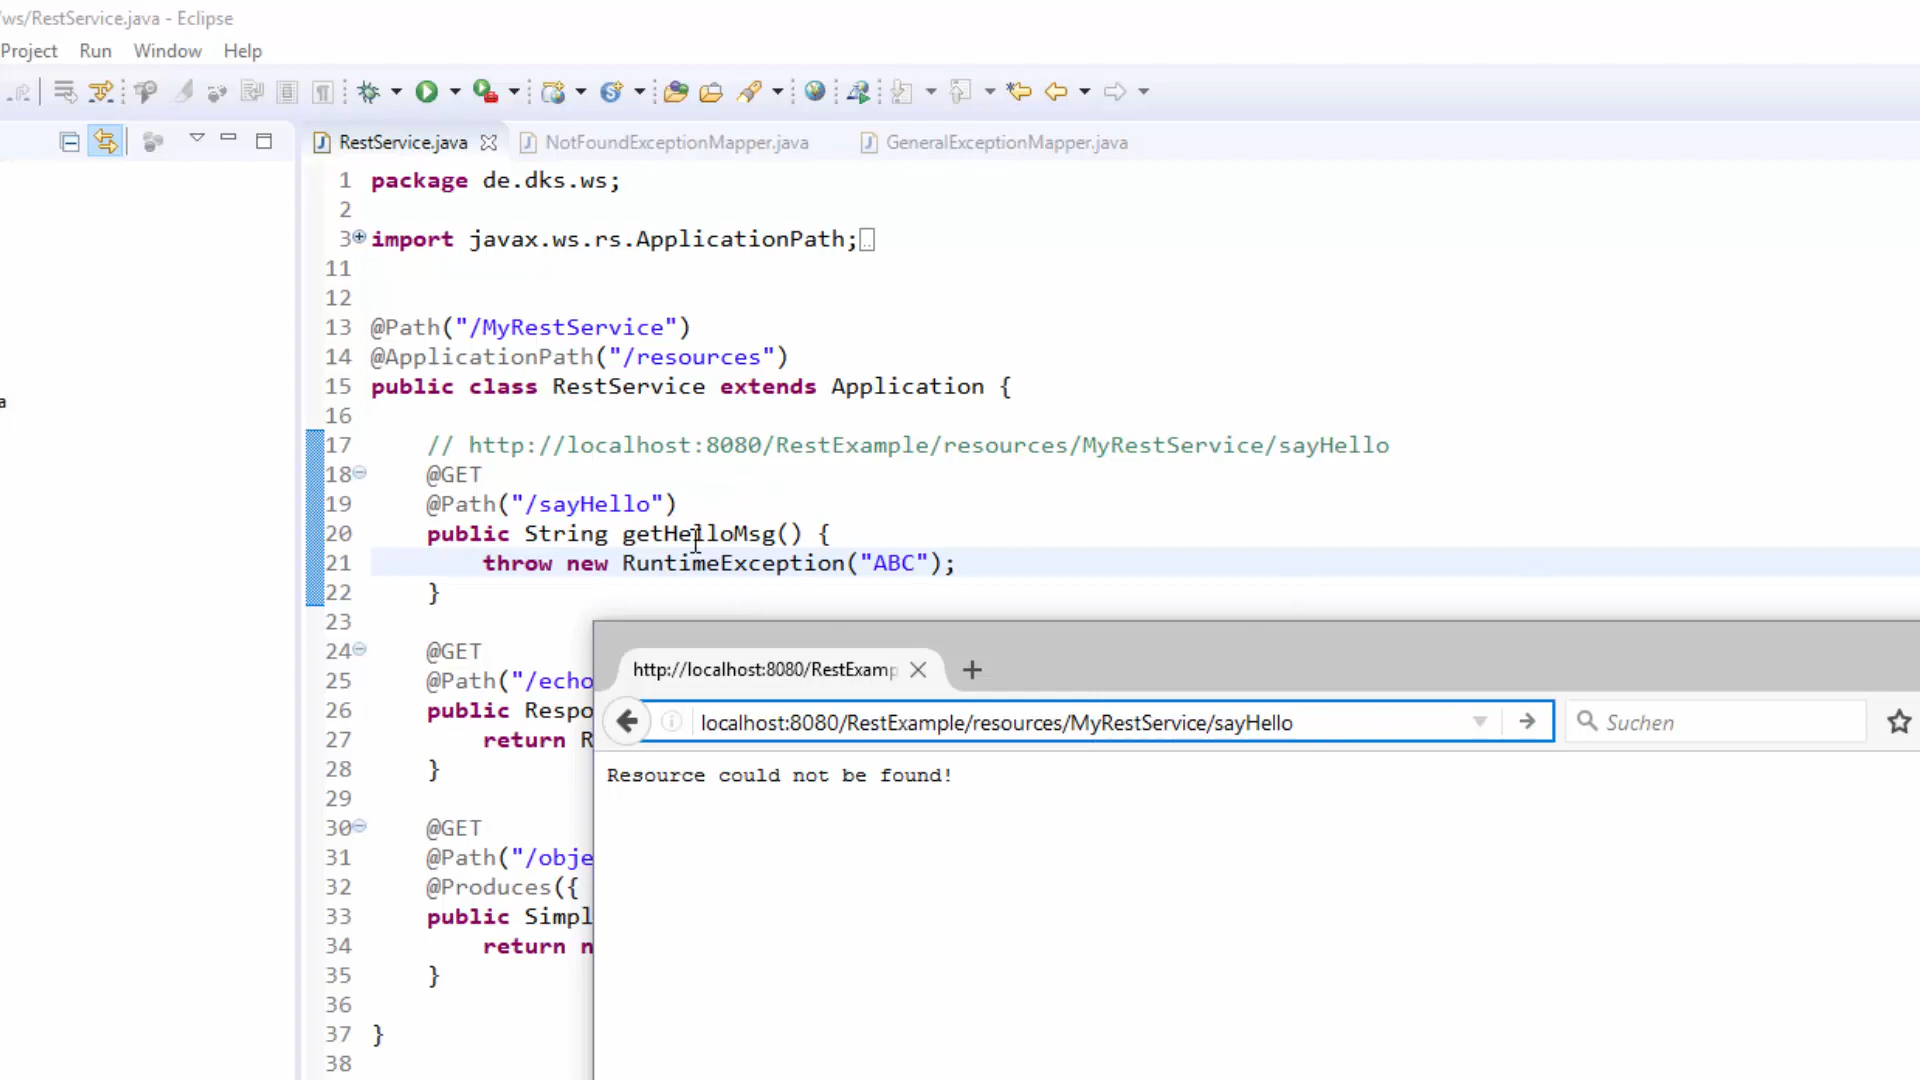 /ws/RestService.java - Eclipse
Project Run Window Help
RestService.java NotFoundExceptionMapper.java GeneralExceptionMapper.java
1 package de.dks.ws;
2
3 import javax.ws.rs.ApplicationPath;
11
12
13 @Path("/MyRestService")
14 @ApplicationPath("/resources")
15 public class RestService extends Application {
16
17 // http://localhost:8080/RestExample/resources/MyRestService/sayHello
18 @GET
19 @Path("/sayHello")
20 public String getHelloMsg() {
21 throw new RuntimeException("ABC");
22 }
23
24 @GET
25 @Path("/echo
26 public Respo
27 return R
28 }
29
30 @GET
31 @Path("/obje
32 @Produces({
33 public Simpl
34 return n
35 }
36
37 }
38
a
http://localhost:8080/RestExamp
localhost:8080/RestExample/resources/MyRestService/sayHello Suchen
Resource could not be found!